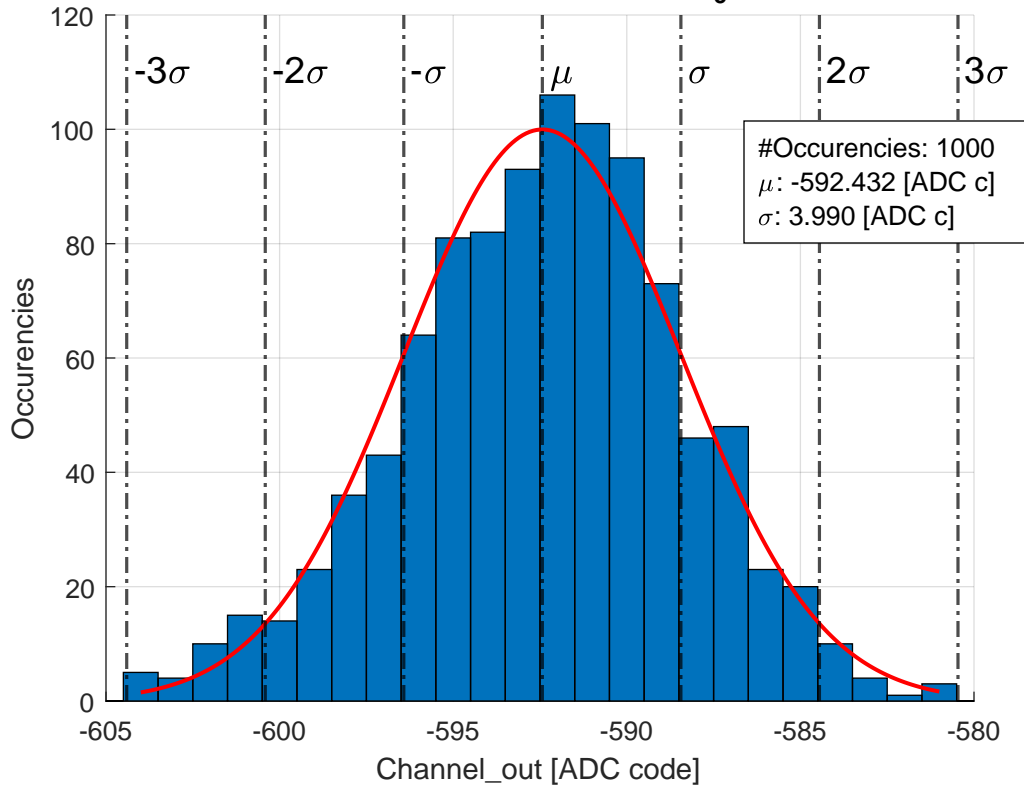 120
100
80
60
40
20
0
-3σ
-2σ
-σ
μ
σ
2σ
3σ
#Occurencies: 1000
μ: -592.432 [ADC c]
σ: 3.990 [ADC c]
Occurencies
-605
-600
-595
-590
-585
-580
Channel_out [ADC code]